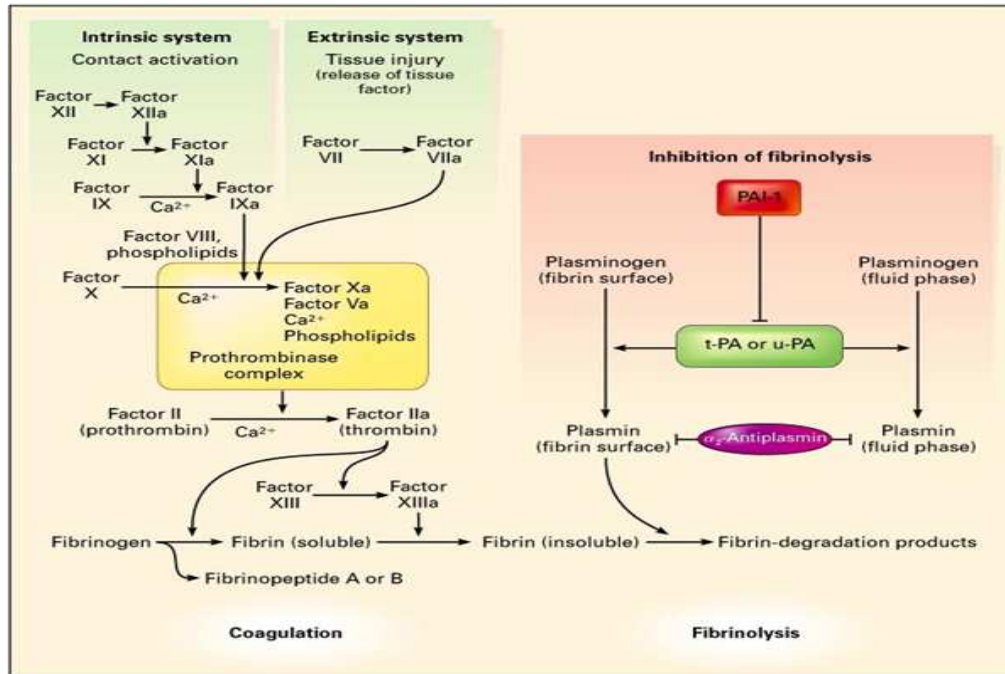 Intrinsic system
Contact activation
Factor
XII
Factor
XIIa
Factor
XI
Factor
XIa
Factor
IX
Ca2+
Factor
IXa
Factor VIII,
phospholipids
Extrinsic system
Tissue injury
(release of tissue
factor)
Factor
VII
Factor
VIIa
Factor
X
Ca2+
Factor Xa
Factor Va
Ca2+
Phospholipids
Prothrombinase
complex
Factor II
(prothrombin)
Ca2+
Factor IIa
(thrombin)
Factor
XIII
Factor
XIIIa
Fibrinogen
Fibrin (soluble)
Fibrin (insoluble)
Fibrin-degradation products
Fibrinopeptide A or B
Coagulation
Inhibition of fibrinolysis
PAI-1
Plasminogen
(fibrin surface)
Plasminogen
(fluid phase)
t-PA or u-PA
Plasmin
(fibrin surface)
α2-Antiplasmin
Plasmin
(fluid phase)
Fibrinolysis